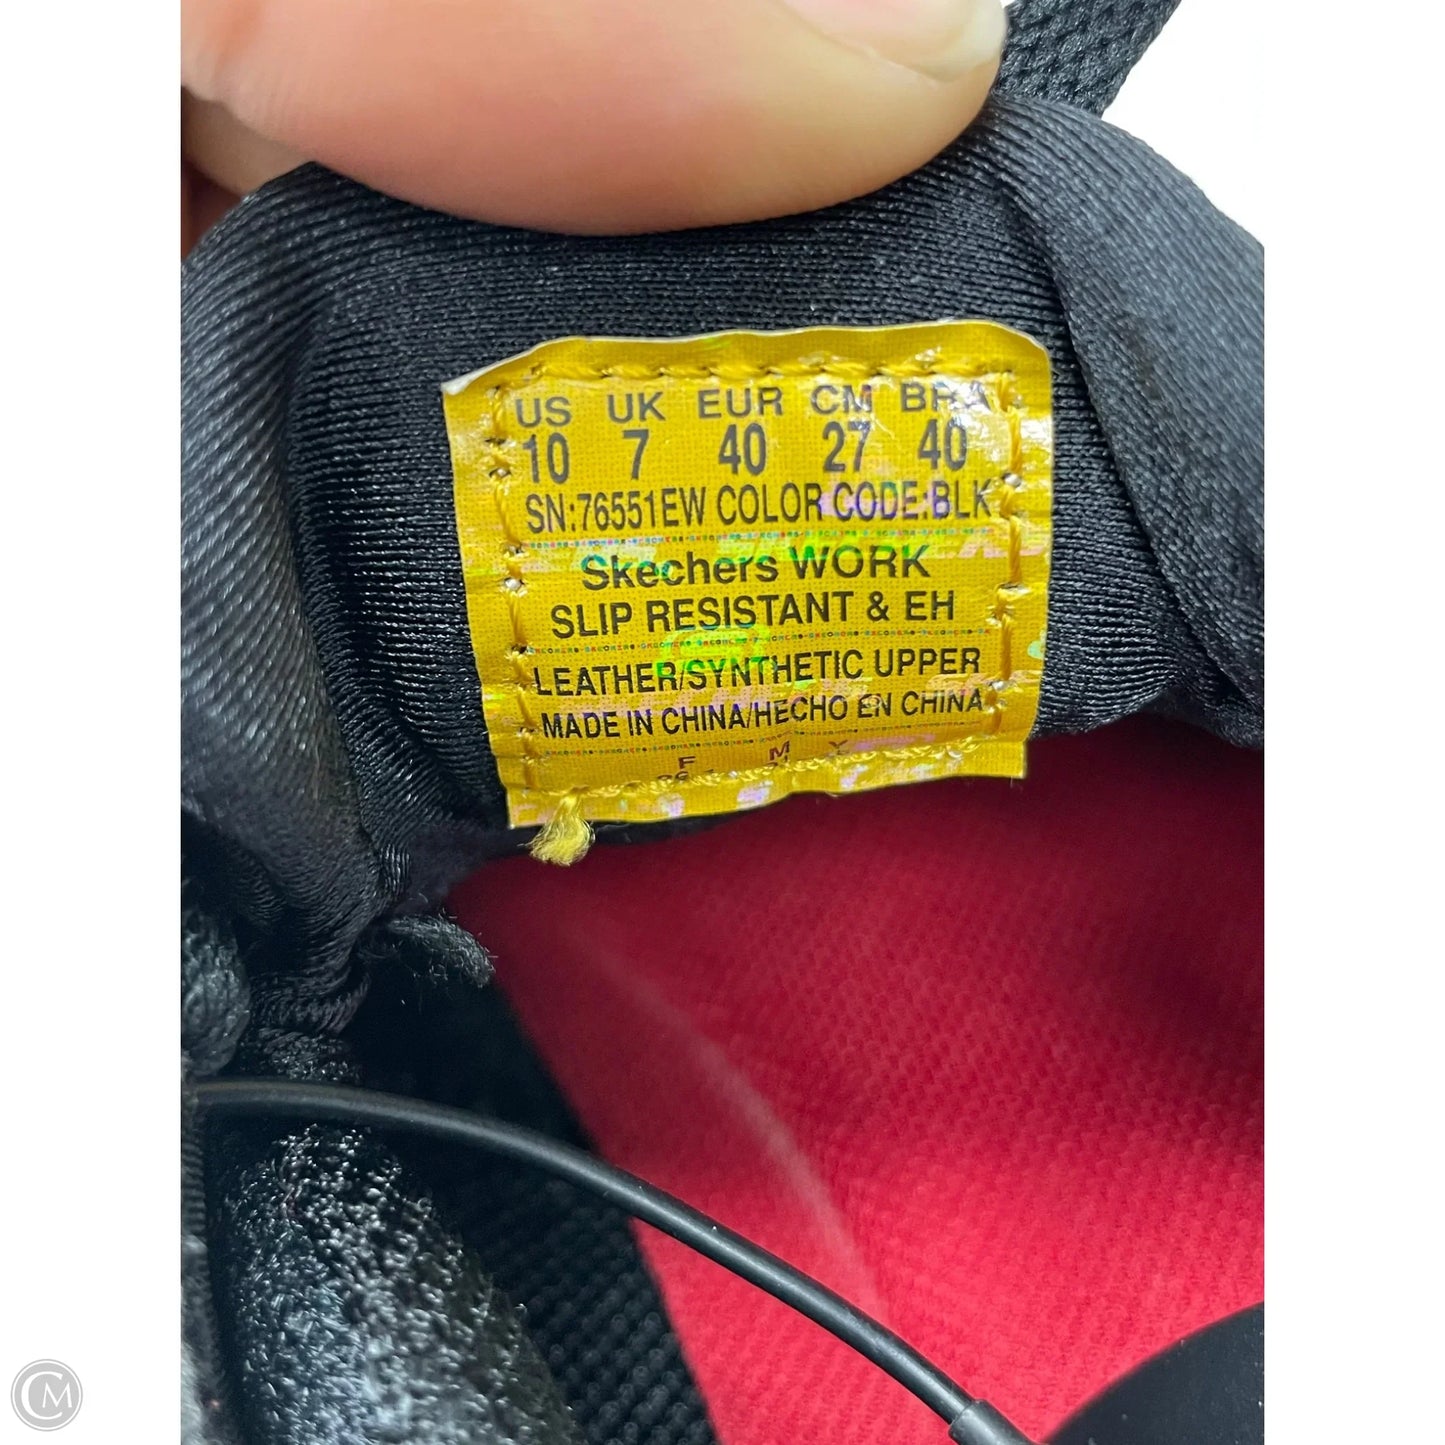 US UK EUR CM BRA
10 7 40 27 40
SN:76551EW COLOR CODE:BLK
Skechers WORK
SLIP RESISTANT & EH
LEATHER/SYNTHETIC UPPER
MADE IN CHINA/HECHO EN CHINA
F M Y
CM